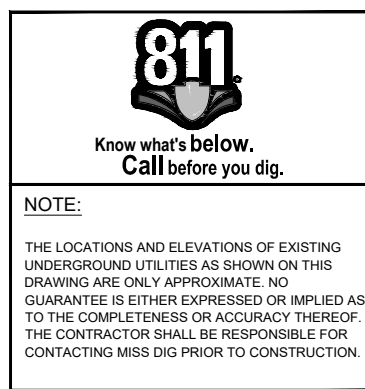 811
Know what's below.
Call before you dig.
NOTE:
THE LOCATIONS AND ELEVATIONS OF EXISTING
UNDERGROUND UTILITIES AS SHOWN ON THIS
DRAWING ARE ONLY APPROXIMATE. NO
GUARANTEE IS EITHER EXPRESSED OR IMPLIED AS
TO THE COMPLETENESS OR ACCURACY THEREOF.
THE CONTRACTOR SHALL BE RESPONSIBLE FOR
CONTACTING MISS DIG PRIOR TO CONSTRUCTION.